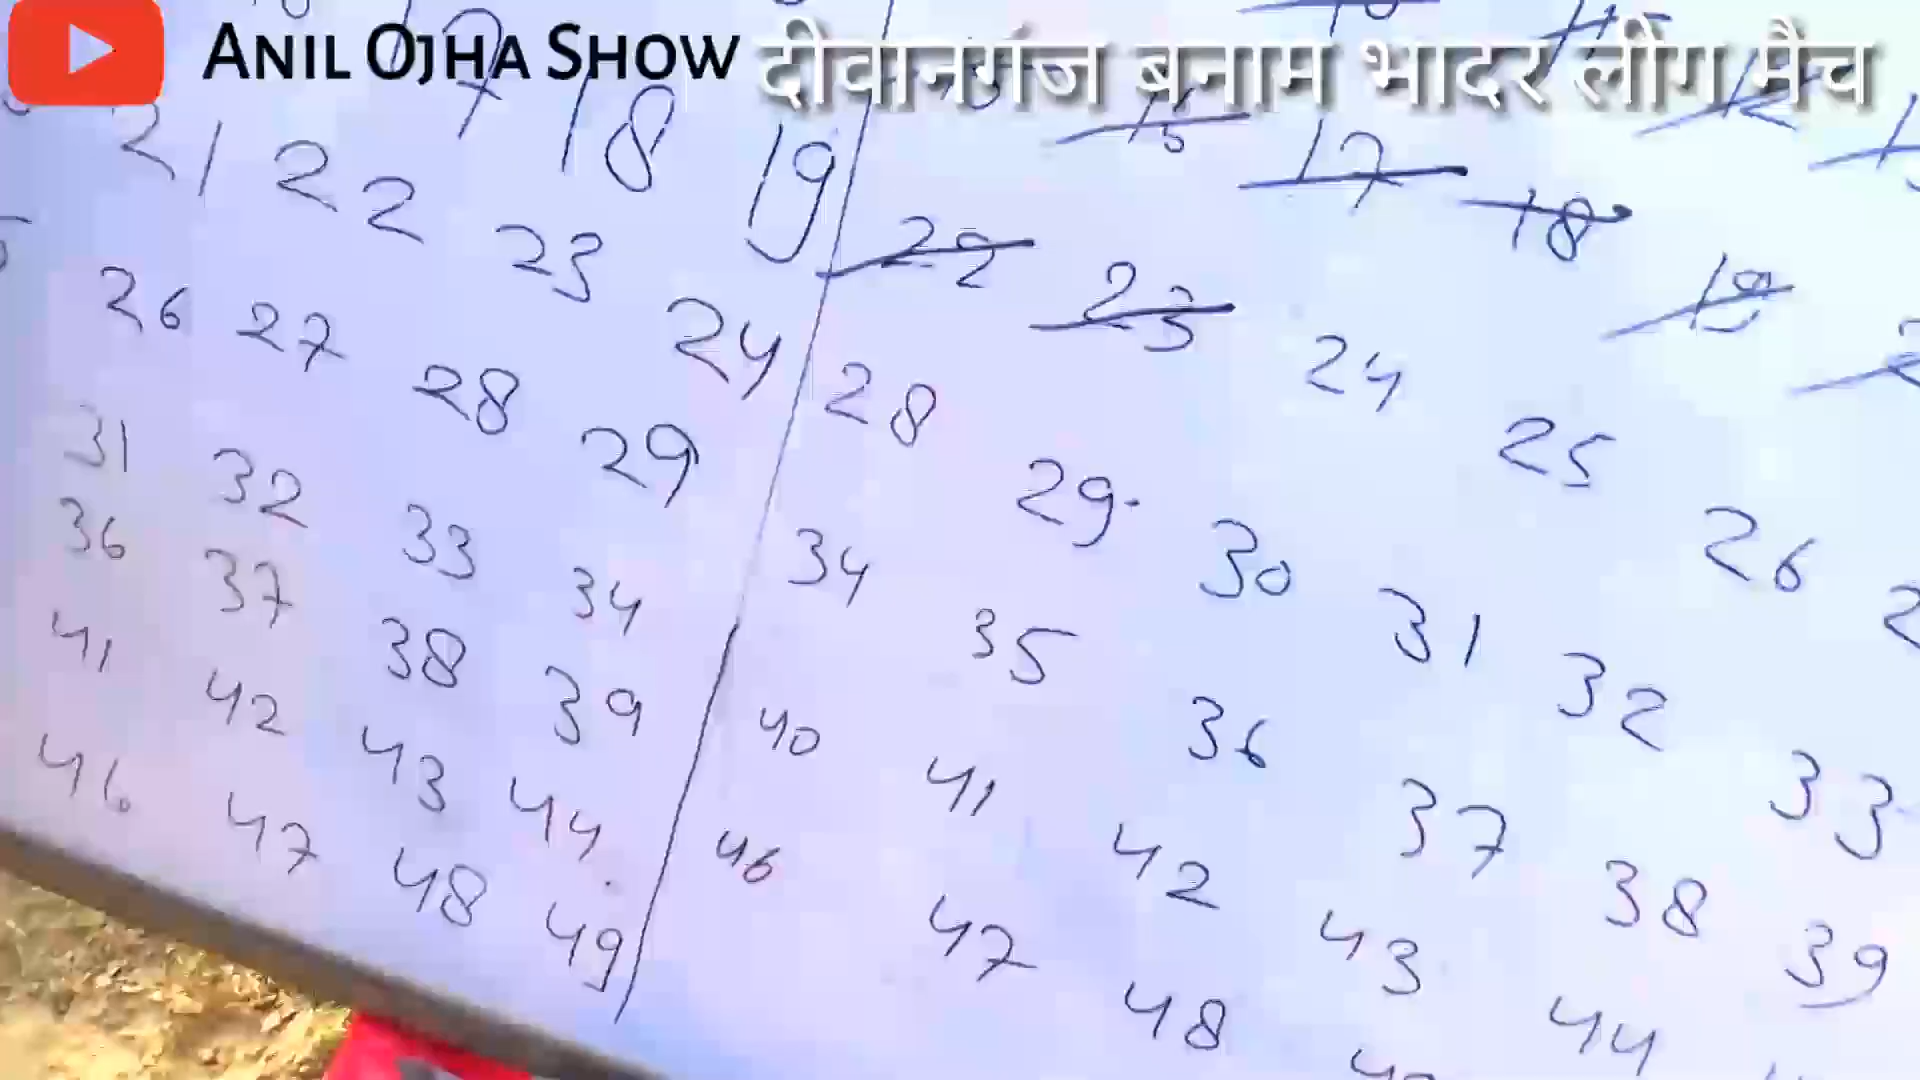 ANIL OJHA SHOW दीवानगंज बनाम भादर लीग मैच
18 19
21 22 23 24
26 27 28 29
31 32 33 34
36 37 38 39
41 42 43 44
46 47 48 49
17 18 19
22 23 24 25 26
28 29 30 31 32 33
34 35 36 37 38 39
40 41 42 43 44
46 47 48